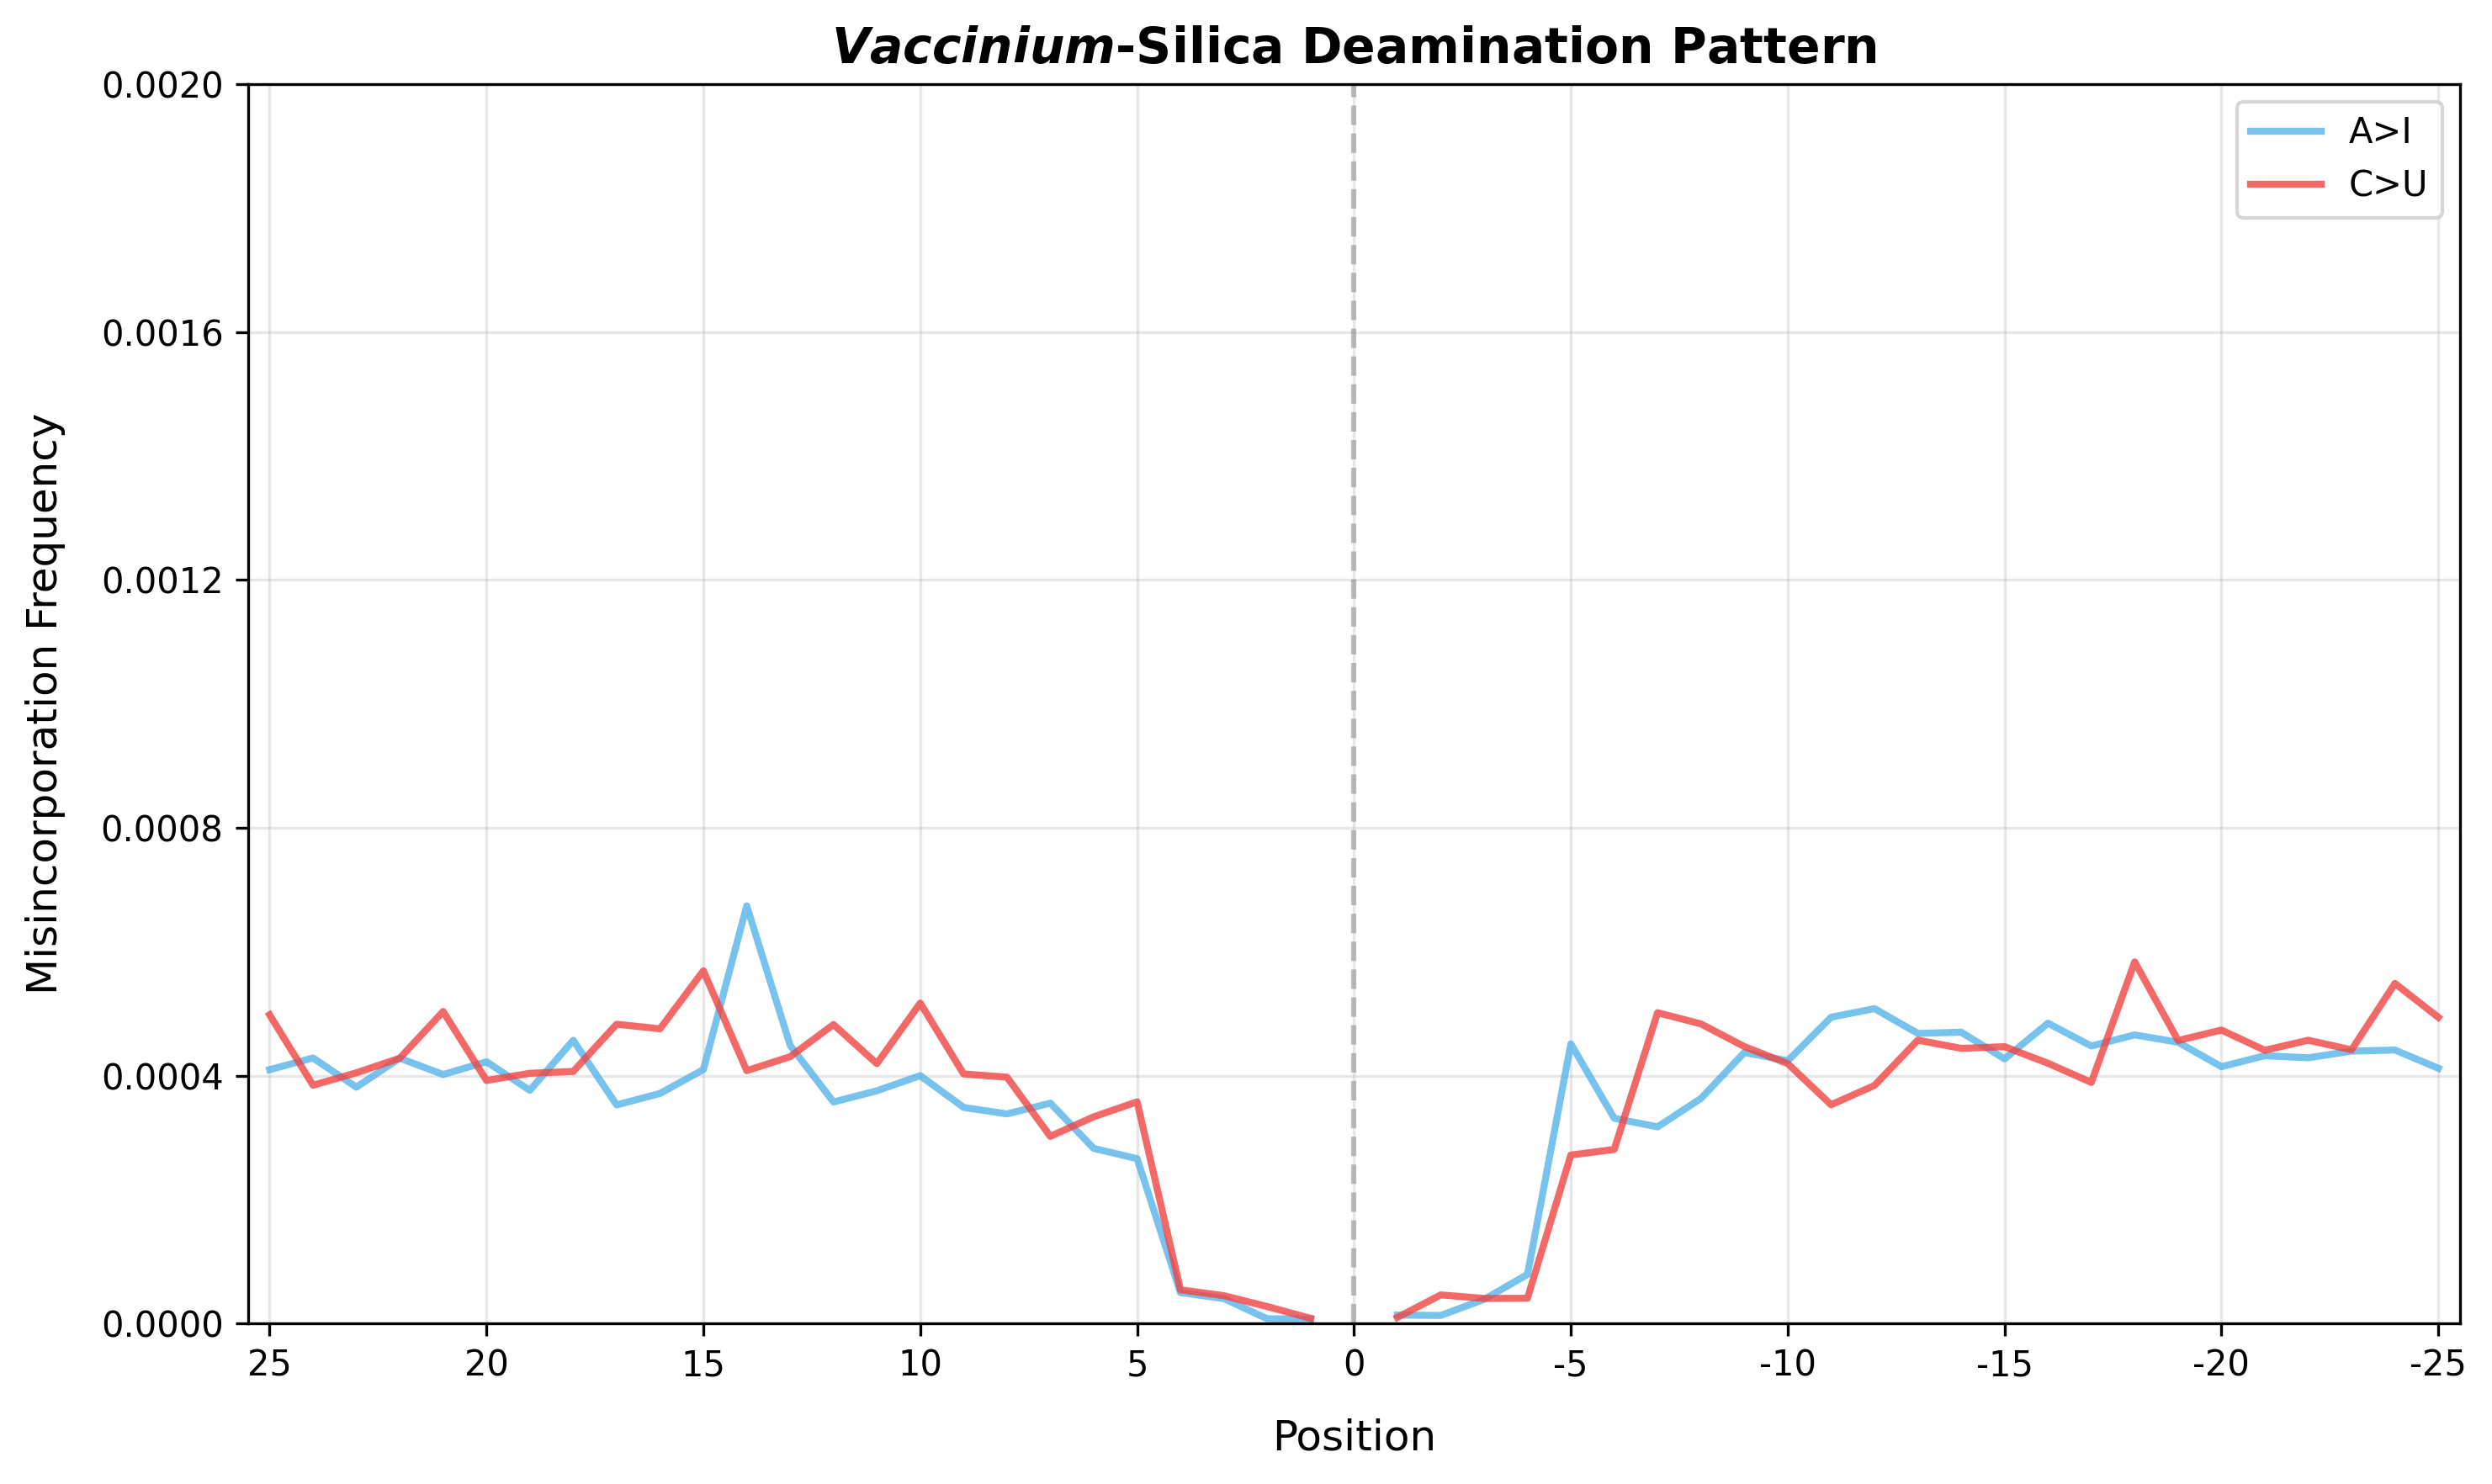 Vaccinium-Silica Deamination Pattern
0.0020
0.0016
0.0012
0.0008
0.0004
0.0000
Misincorporation Frequency
A>I
C>U
25 20 15 10 5 0 -5 -10 -15 -20 -25
Position